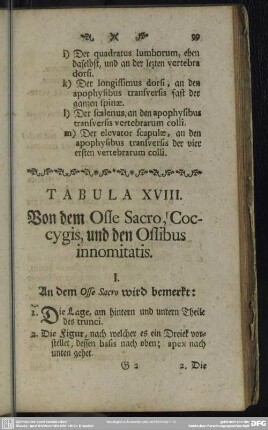 99
i) Der quadratus lumborum, eben
daselbst, und an der letzten vertebra
dorsi.
k) Der longissimus dorsi, an den
apophysibus transversis fast der
gantzen spinæ.
l) Der scalenus, an den apophysibus
transversis vertebrarum colli.
m) Der elevator scapulæ, an den
apophysibus transversis der vier
ersten vertebrarum colli.
TABULA XVIII.
Von dem Osse Sacro, Coc-
cygis, und den Ossibus
innomitatis.
I.
An dem Osse Sacro wird bemerkt:
1. Die Lage, am hintern und untern Theile
des trunci.
2. Die Figur, nach welcher es ein Dreieck vor-
stellet, dessen basis nach oben; apex nach
unten gehet.
G 2
2. Die